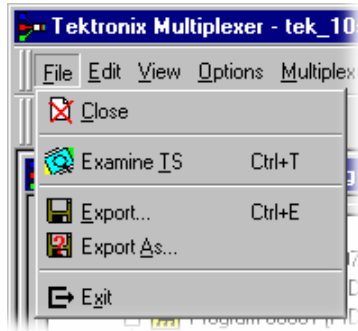 Tektronix Multiplexer - tek_10
File Edit View Options Multiplex
Close
Examine TS Ctrl+T
Export... Ctrl+E
Export As...
Exit